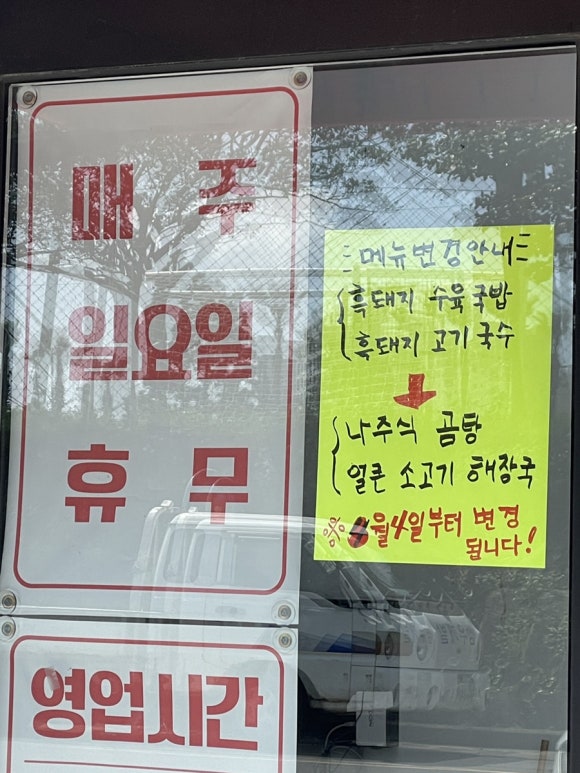 매주
일요일
휴무
영업시간
메뉴변경안내
흑돼지 수육국밥
흑돼지 고기국수
나주식 곰탕
얼큰 소고기 해장국
※ 월4일부터 변경
됩니다!